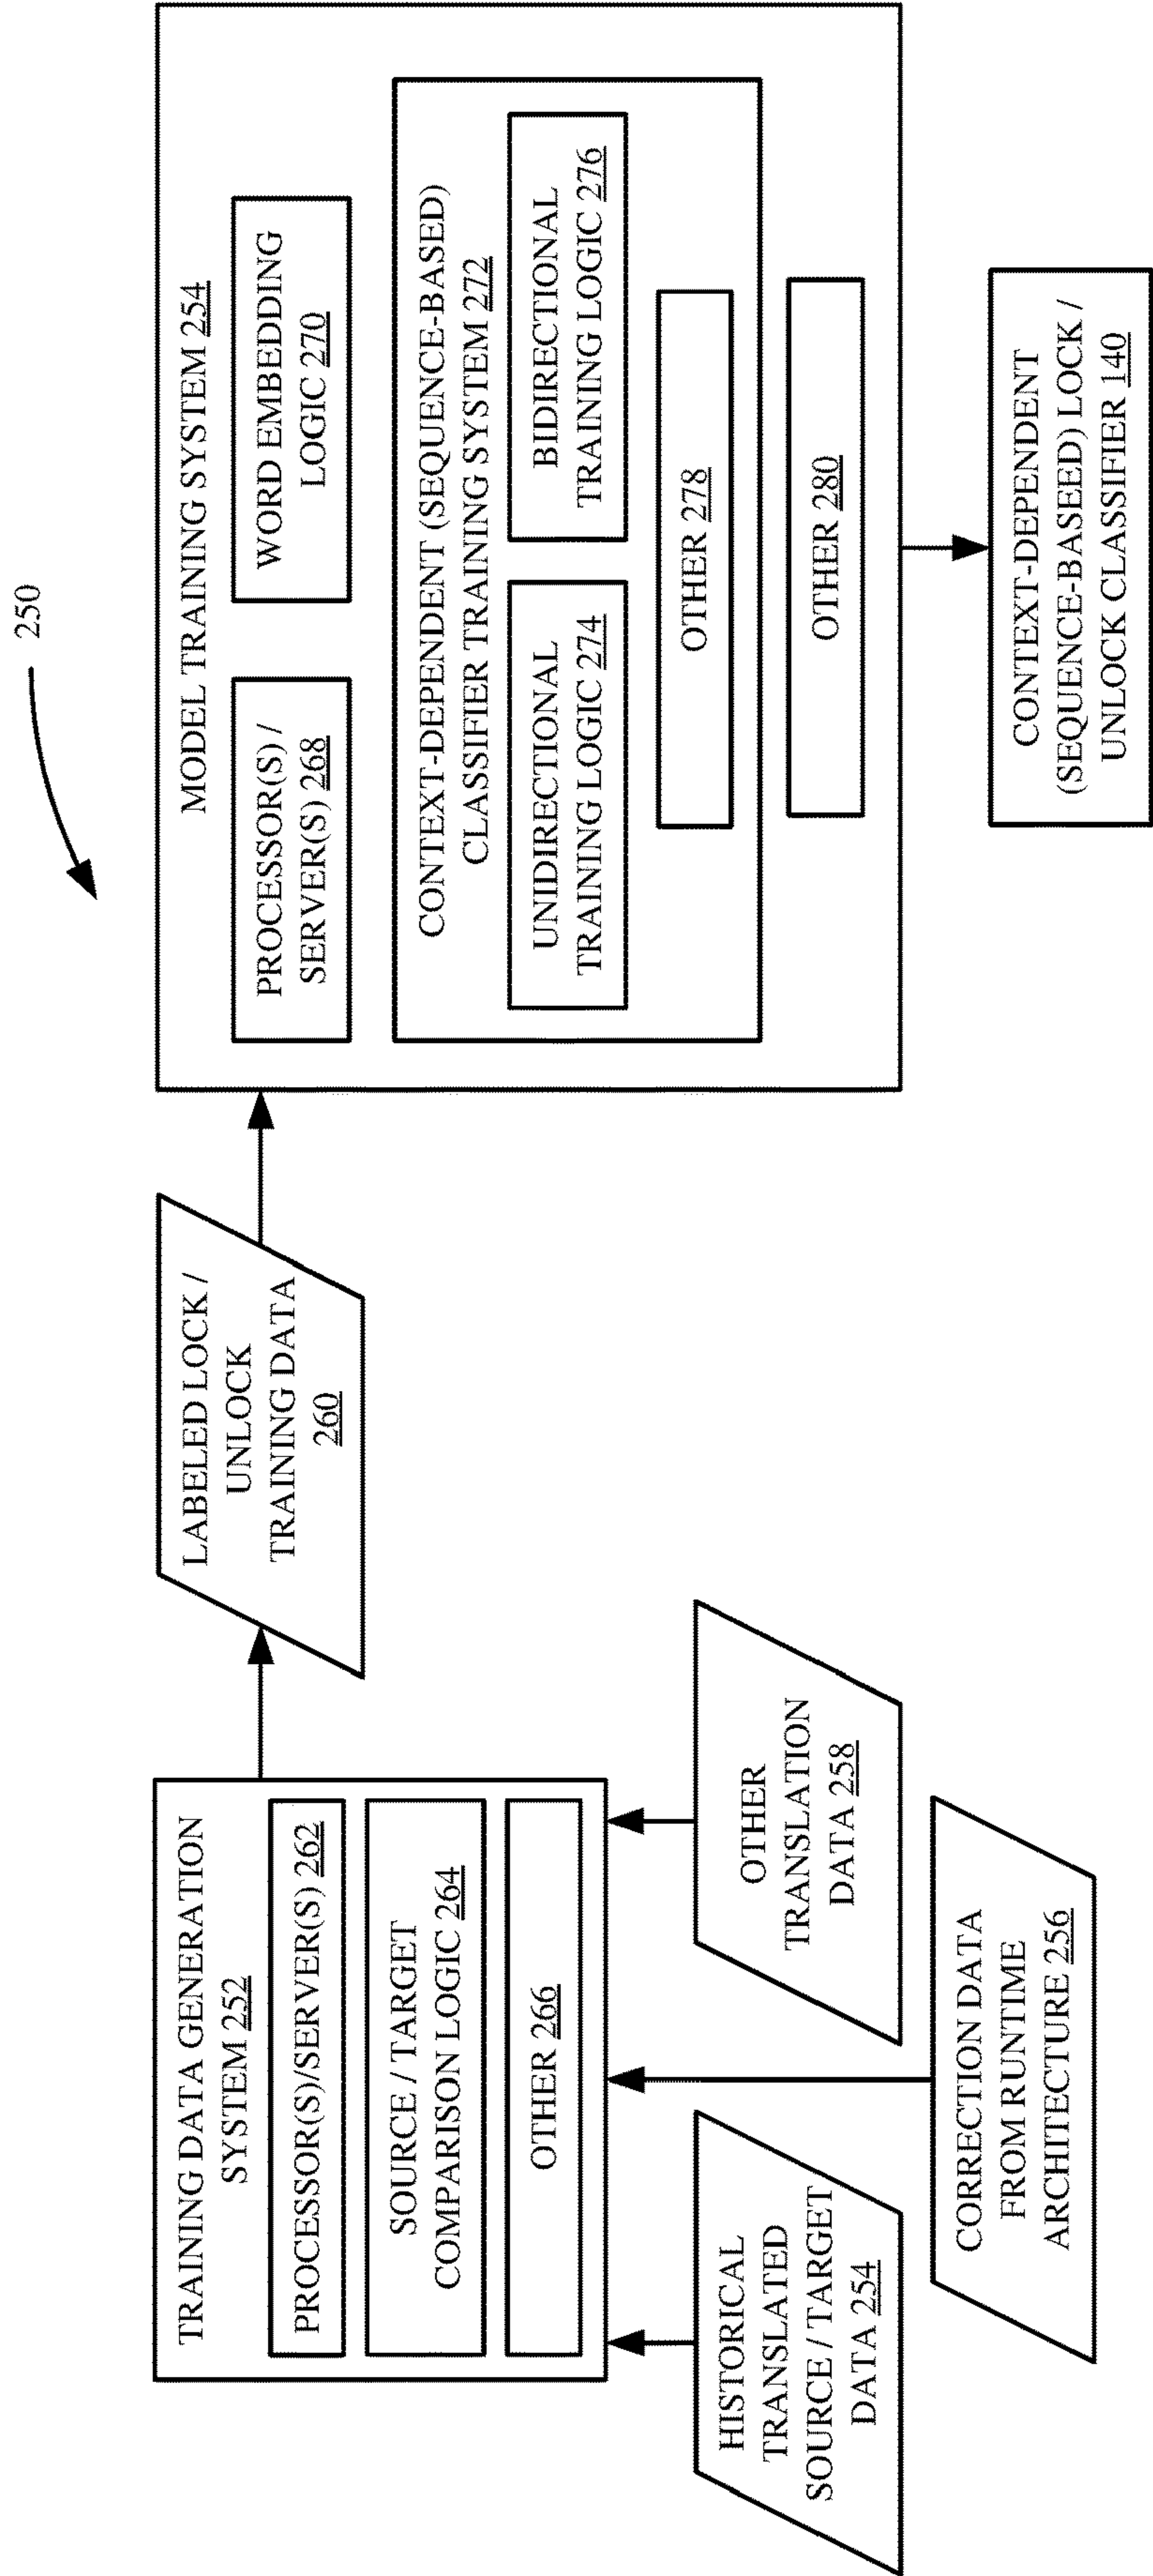 250
TRAINING DATA GENERATION
SYSTEM 252
PROCESSOR(S)/SERVER(S) 262
SOURCE / TARGET
COMPARISON LOGIC 264
OTHER 266
HISTORICAL
TRANSLATED
SOURCE / TARGET
DATA 254
CORRECTION DATA
FROM RUNTIME
ARCHITECTURE 256
OTHER
TRANSLATION
DATA 258
LABELED LOCK /
UNLOCK
TRAINING DATA
260
MODEL TRAINING SYSTEM 254
PROCESSOR(S) /
SERVER(S) 268
WORD EMBEDDING
LOGIC 270
CONTEXT-DEPENDENT (SEQUENCE-BASED)
CLASSIFIER TRAINING SYSTEM 272
UNIDIRECTIONAL
TRAINING LOGIC 274
BIDIRECTIONAL
TRAINING LOGIC 276
OTHER 278
OTHER 280
CONTEXT-DEPENDENT
(SEQUENCE-BASEED) LOCK /
UNLOCK CLASSIFIER 140